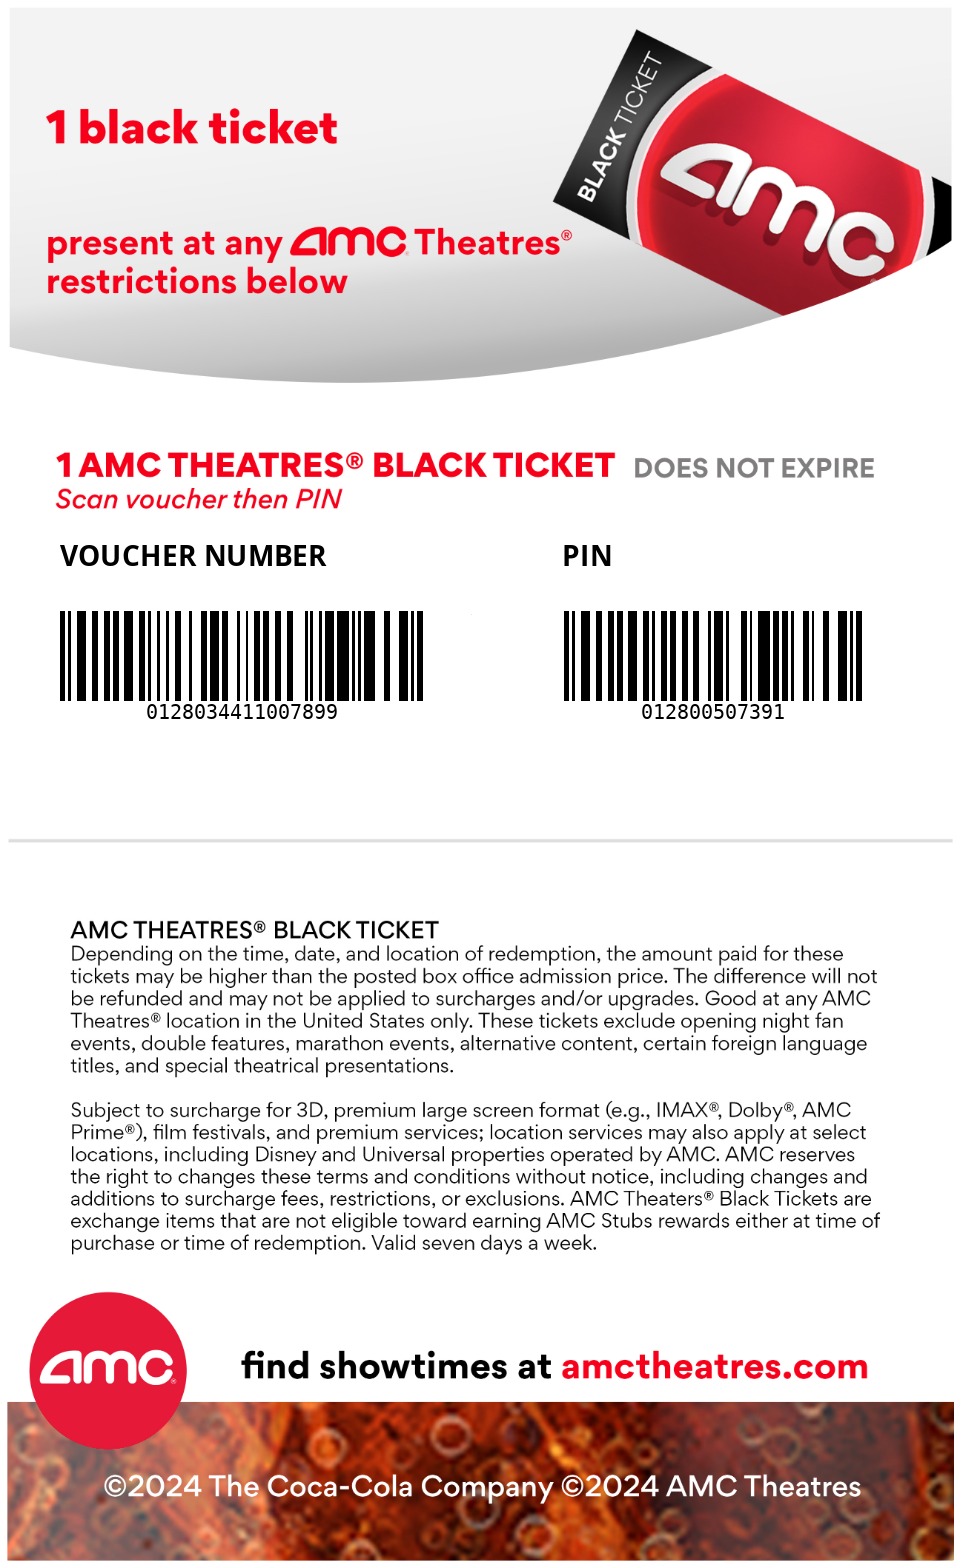 BLACK TICKET
amc
1 black ticket
present at any amc Theatres®
restrictions below
1 AMC THEATRES® BLACK TICKET DOES NOT EXPIRE
Scan voucher then PIN
VOUCHER NUMBER PIN
0128034411007899 012800507391
AMC THEATRES® BLACK TICKET
Depending on the time, date, and location of redemption, the amount paid for these
tickets may be higher than the posted box office admission price. The difference will not
be refunded and may not be applied to surcharges and/or upgrades. Good at any AMC
Theatres® location in the United States only. These tickets exclude opening night fan
events, double features, marathon events, alternative content, certain foreign language
titles, and special theatrical presentations.
Subject to surcharge for 3D, premium large screen format (e.g., IMAX®, Dolby®, AMC
Prime®), film festivals, and premium services; location services may also apply at select
locations, including Disney and Universal properties operated by AMC. AMC reserves
the right to changes these terms and conditions without notice, including changes and
additions to surcharge fees, restrictions, or exclusions. AMC Theaters® Black Tickets are
exchange items that are not eligible toward earning AMC Stubs rewards either at time of
purchase or time of redemption. Valid seven days a week.
amc®
find showtimes at amctheatres.com
©2024 The Coca-Cola Company ©2024 AMC Theatres